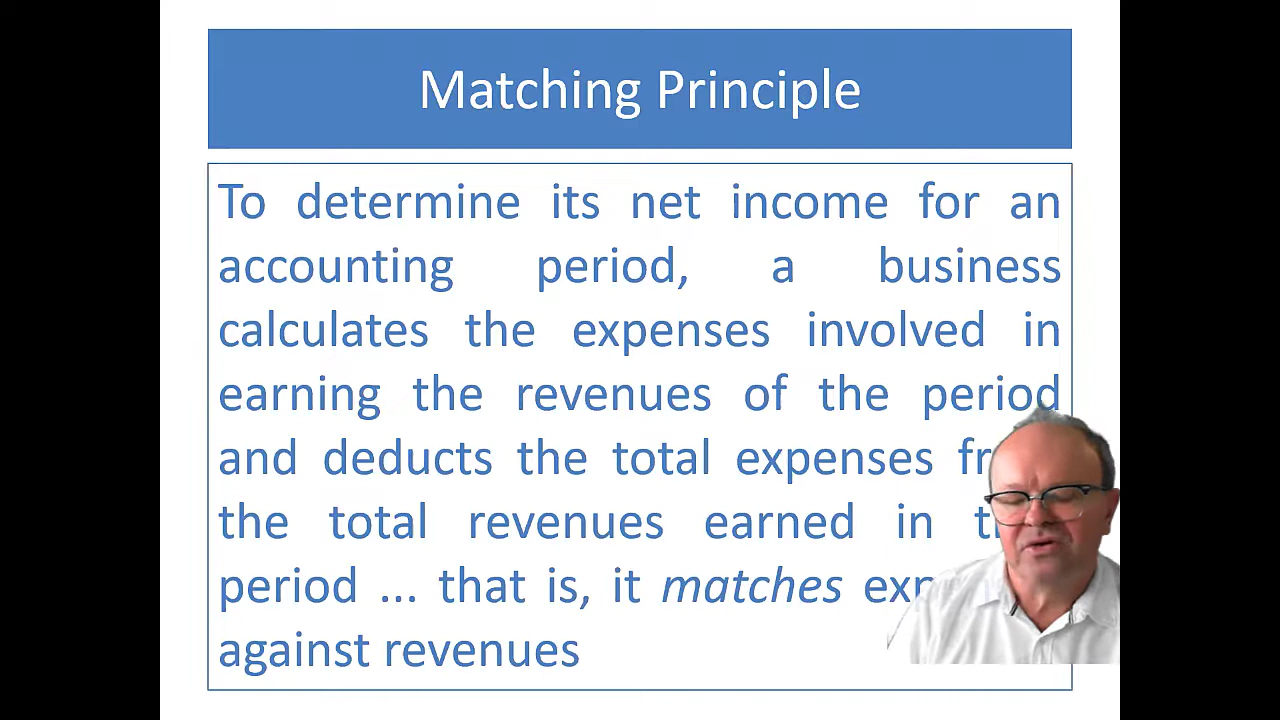 Matching Principle
To determine its net income for an
accounting period, a business
calculates the expenses involved in
earning the revenues of the period
and deducts the total expenses
the total revenues earned in
period ... that is, it matches
against revenues